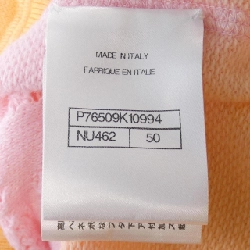 MADE IN ITALY
FABRIQUE EN ITALIE
P76509K10994
NU462 50